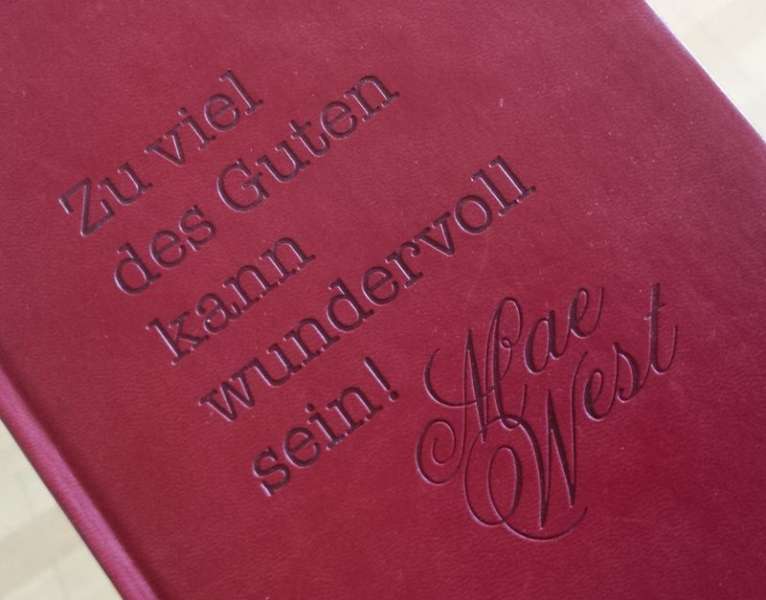 Zu viel
des Guten
kann
wundervoll
sein!
Mae
West